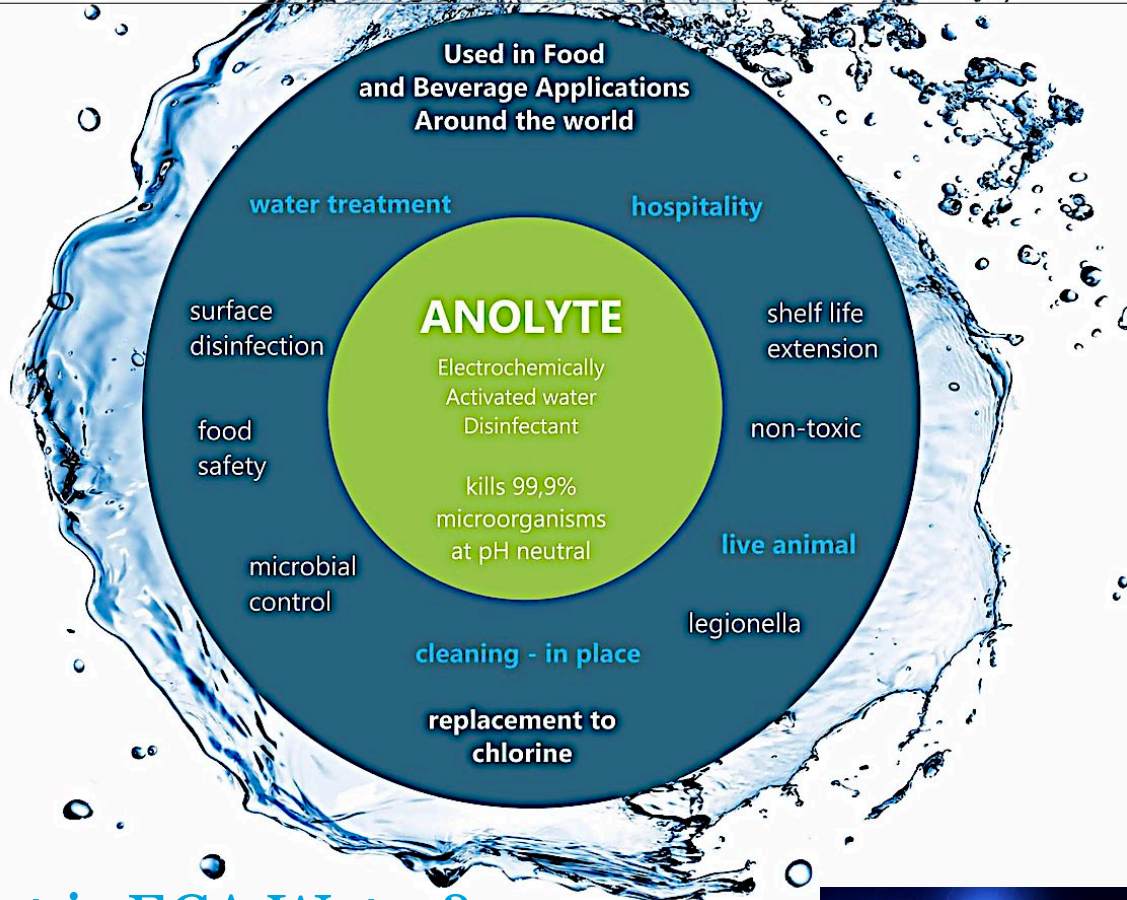 Used in Food
and Beverage Applications
Around the world
water treatment
hospitality
surface
disinfection
shelf life
extension
ANOLYTE
Electrochemically
Activated water
Disinfectant
kills 99,9%
microorganisms
at pH neutral
food
safety
non-toxic
microbial
control
live animal
legionella
cleaning - in place
replacement to
chlorine